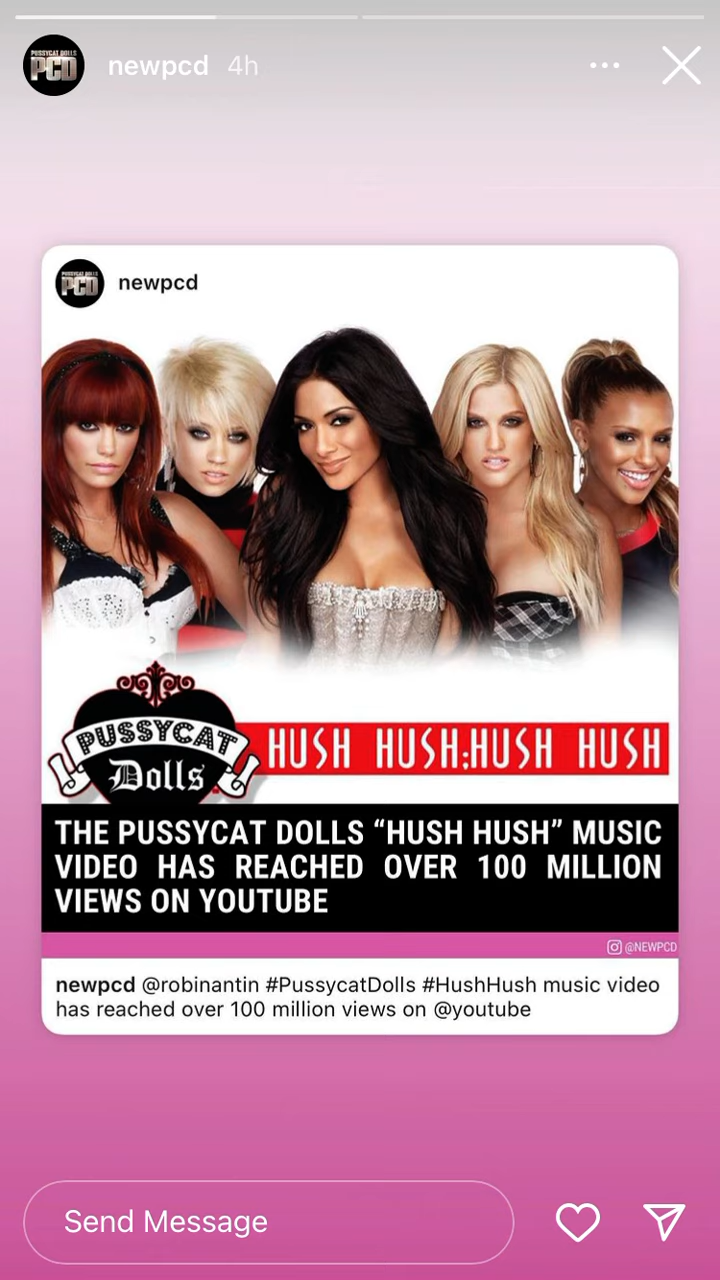 newpcd 4h
PUSSYCAT DOLLS
PCD
PUSSYCAT DOLLS
PCD
newpcd
PUSSYCAT
Dolls
HUSH HUSH;HUSH HUSH
THE PUSSYCAT DOLLS “HUSH HUSH” MUSIC
VIDEO HAS REACHED OVER 100 MILLION
VIEWS ON YOUTUBE
@NEWPCD
newpcd @robinantin #PussycatDolls #HushHush music video
has reached over 100 million views on @youtube
Send Message